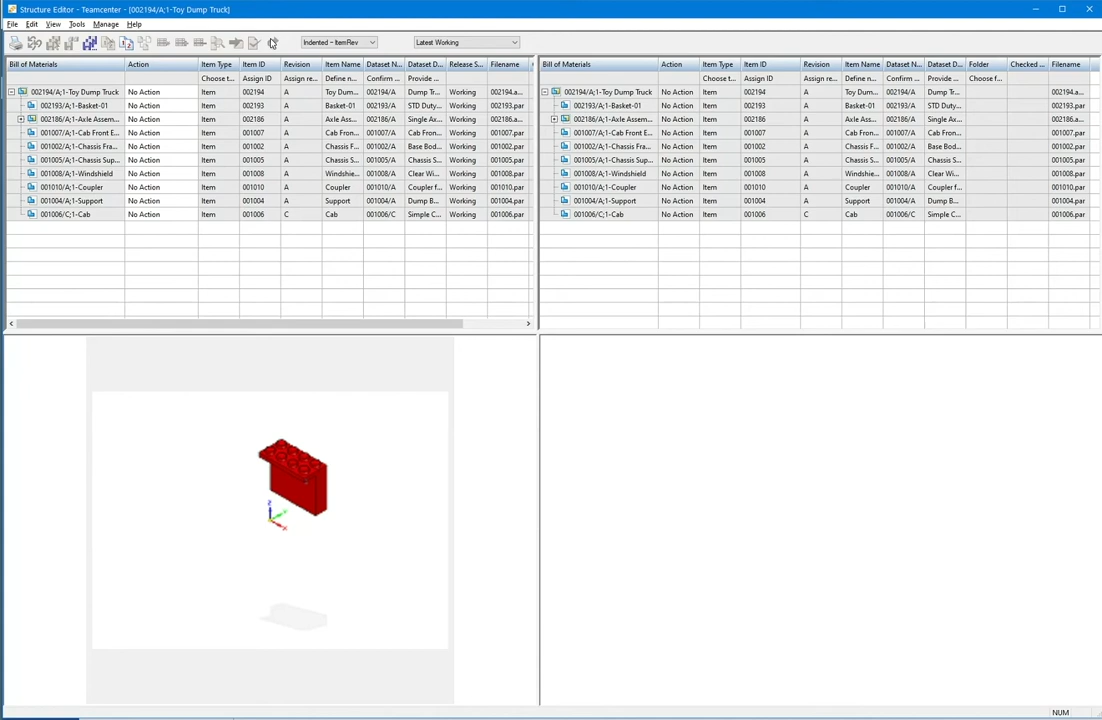 Structure Editor - Teamcenter - [002194/A;1-Toy Dump Truck]
File Edit View Tools Manage Help
Indented - ItemRev Latest Working
Bill of Materials Action Item Type Item ID Revision Item Name Dataset N... Dataset D... Release S... Filename
Choose t... Assign ID Assign re... Define n... Confirm ... Provide ...
002194/A;1-Toy Dump Truck No Action Item 002194 A Toy Dum... 002194/A Dump Tr... Working 002194.a...
002193/A;1-Basket-01 No Action Item 002193 A Basket-01 002193/A STD Duty... Working 002193.par
002186/A;1-Axle Assem... No Action Item 002186 A Axle Ass... 002186/A Single Ax... Working 002186.a...
001007/A;1-Cab Front E... No Action Item 001007 A Cab Fron... 001007/A Cab Fron... Working 001007.par
001002/A;1-Chassis Fra... No Action Item 001002 A Chassis F... 001002/A Base Bod... Working 001002.par
001005/A;1-Chassis Sup... No Action Item 001005 A Chassis S... 001005/A Chassis S... Working 001005.par
001008/A;1-Windshield No Action Item 001008 A Windshie... 001008/A Clear Wi... Working 001008.par
001010/A;1-Coupler No Action Item 001010 A Coupler 001010/A Coupler f... Working 001010.par
001004/A;1-Support No Action Item 001004 A Support 001004/A Dump B... Working 001004.par
001006/C;1-Cab No Action Item 001006 C Cab 001006/C Simple C... Working 001006.par
Bill of Materials Action Item Type Item ID Revision Item Name Dataset N... Dataset D... Folder Checked ... Filename
Choose t... Assign ID Assign re... Define n... Confirm ... Provide ... Choose f...
002194/A;1-Toy Dump Truck No Action Item 002194 A Toy Dum... 002194/A Dump Tr... 002194.a...
002193/A;1-Basket-01 No Action Item 002193 A Basket-01 002193/A STD Duty... 002193.par
002186/A;1-Axle Assem... No Action Item 002186 A Axle Ass... 002186/A Single Ax... 002186.a...
001007/A;1-Cab Front E... No Action Item 001007 A Cab Fron... 001007/A Cab Fron... 001007.par
001002/A;1-Chassis Fra... No Action Item 001002 A Chassis F... 001002/A Base Bod... 001002.par
001005/A;1-Chassis Sup... No Action Item 001005 A Chassis S... 001005/A Chassis S... 001005.par
001008/A;1-Windshield No Action Item 001008 A Windshie... 001008/A Clear Wi... 001008.par
001010/A;1-Coupler No Action Item 001010 A Coupler 001010/A Coupler f... 001010.par
001004/A;1-Support No Action Item 001004 A Support 001004/A Dump B... 001004.par
001006/C;1-Cab No Action Item 001006 C Cab 001006/C Simple C... 001006.par
Z
Y
X
NUM